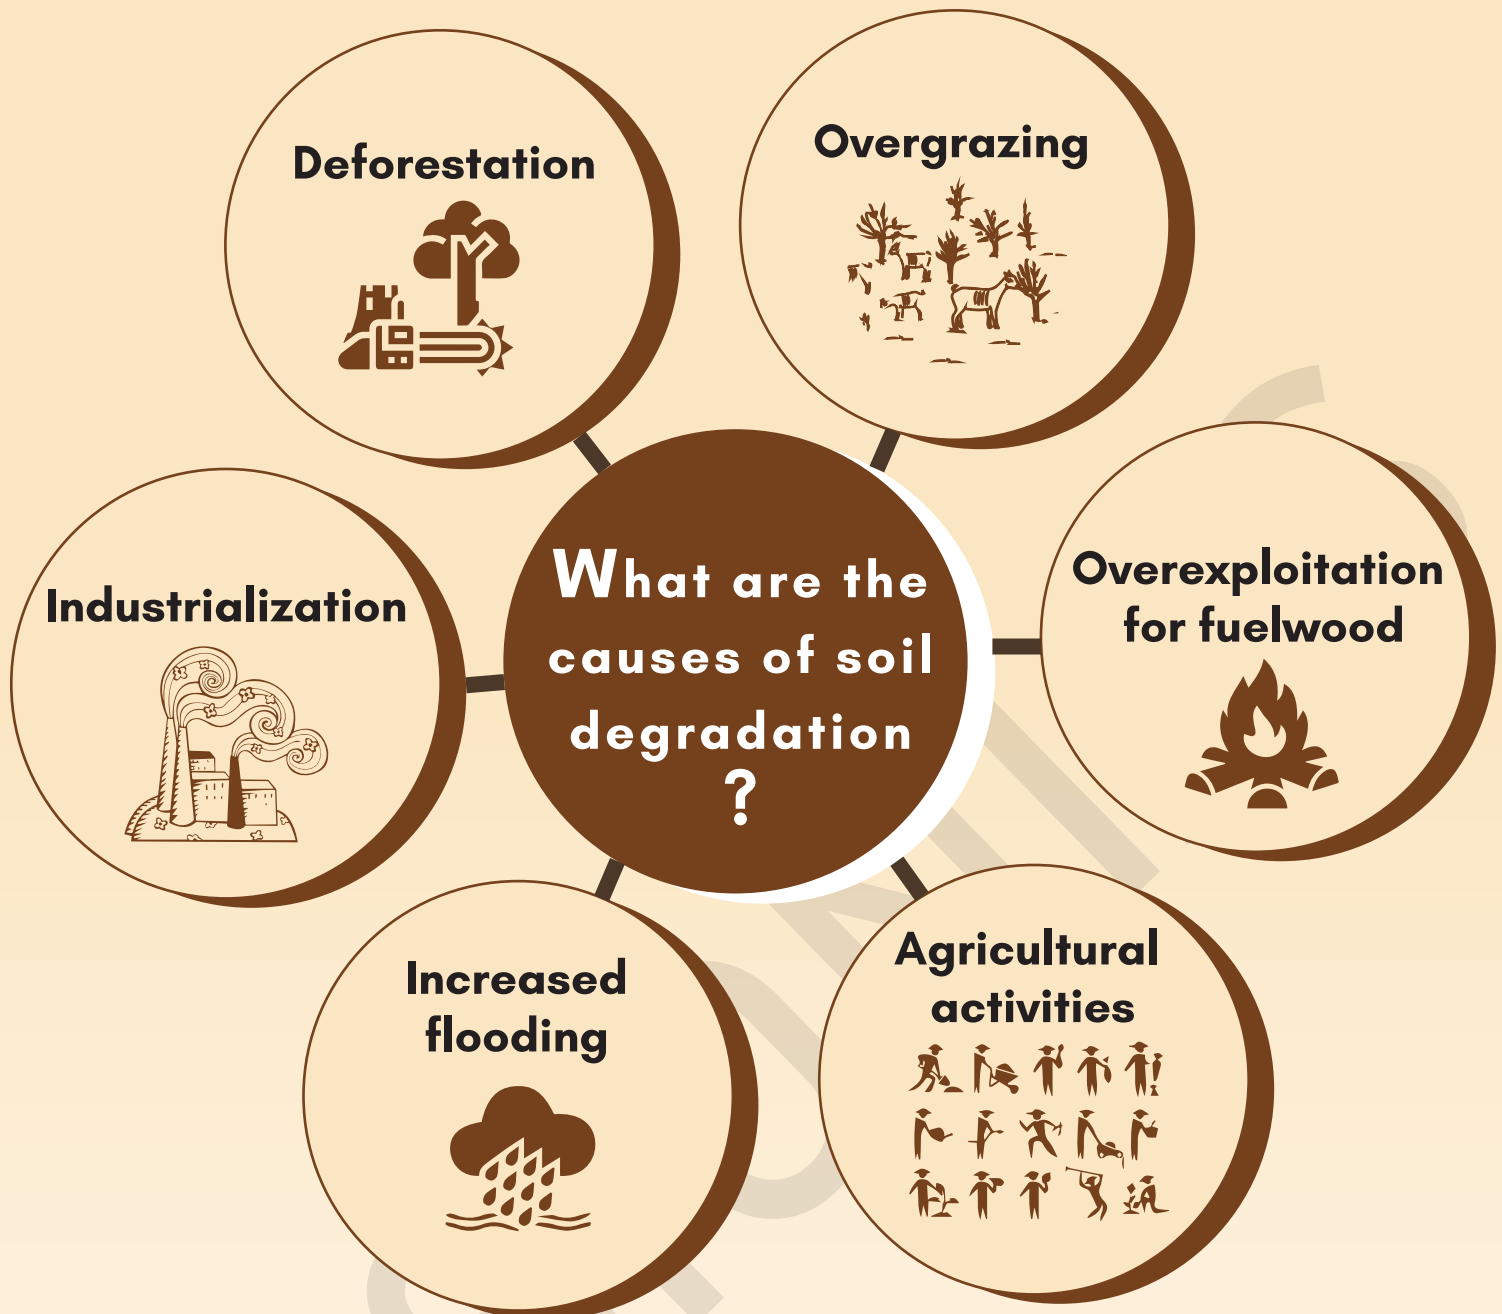 Deforestation
Overgrazing
Industrialization
What are the
causes of soil
degradation
?
Overexploitation
for fuelwood
Increased
flooding
Agricultural
activities